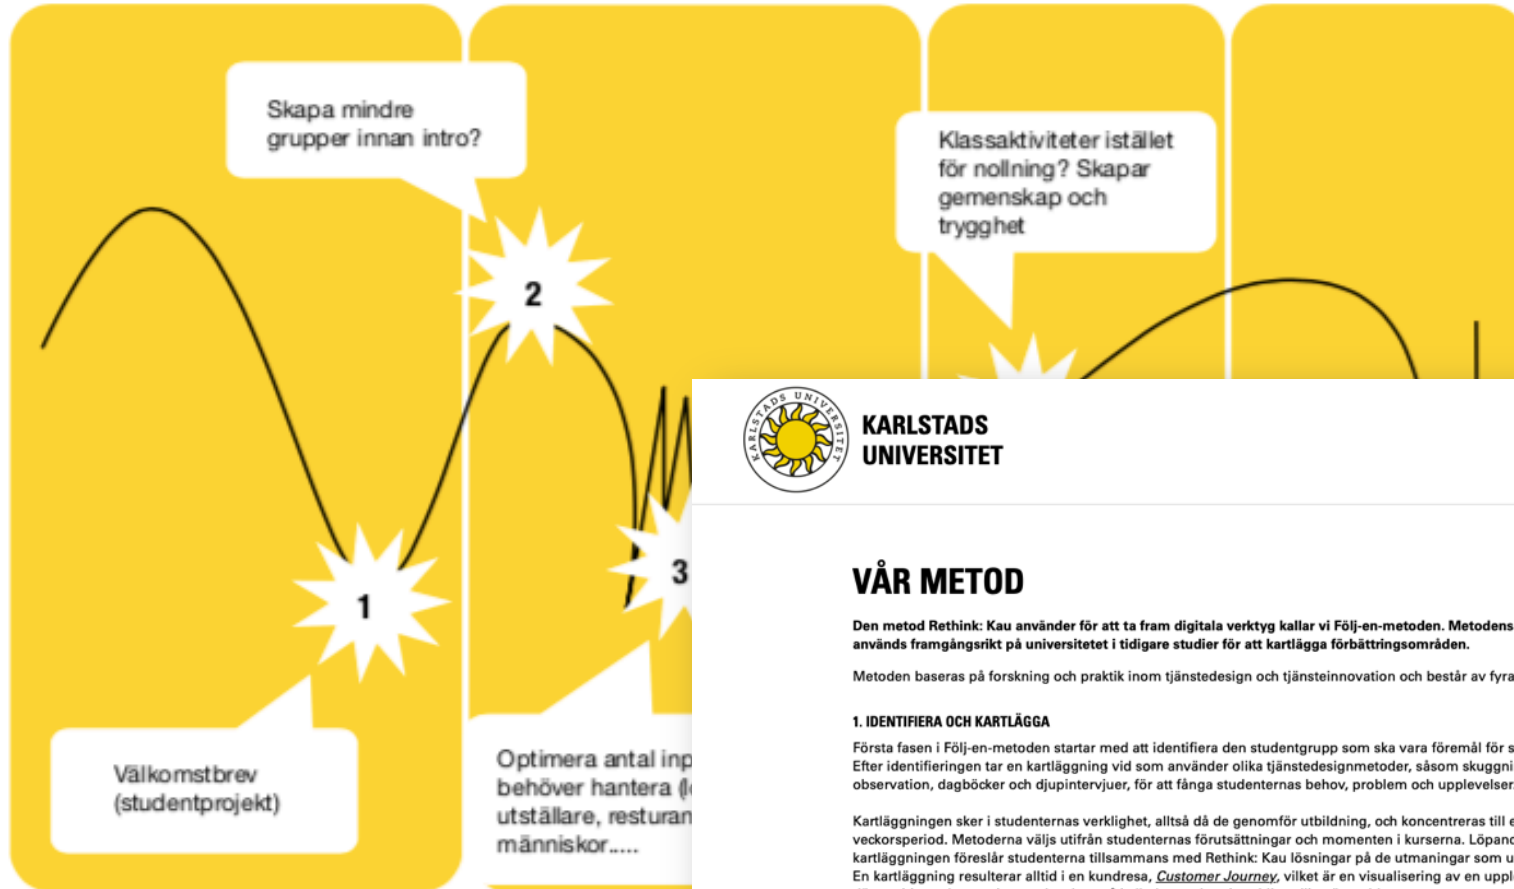 Skapa mindre
grupper innan intro?
Klassaktiviteter istället
för nollning? Skapar
gemenskap och
trygghet
2
1
3
Välkomstbrev
(studentprojekt)
Optimera antal
behöver hantera
utställare,
människor.....
KARLSTADS UNIVERSITET
KARLSTADS
UNIVERSITET
VÅR METOD
Den metod Rethink: Kau använder för att ta fram digitala verktyg kallar vi Följ-en-metoden. Metodens
används framgångsrikt på universitetet i tidigare studier för att kartlägga förbättringsområden.
Metoden baseras på forskning och praktik inom tjänstedesign och tjänsteinnovation och består av fyra
1. IDENTIFIERA OCH KARTLÄGGA
Första fasen i Följ-en-metoden startar med att identifiera den studentgrupp som ska vara föremål för
Efter identifieringen tar en kartläggning vid som använder olika tjänstedesignmetoder, såsom
observation, dagböcker och djupintervjuer, för att fånga studenternas behov, problem och upplevelser.
Kartläggningen sker i studenternas verklighet, alltså då de genomför utbildning, och koncentreras till
veckorsperiod. Metoderna väljs utifrån studenternas förutsättningar och momenten i kurserna.
kartläggningen föreslår studenterna tillsammans med Rethink: Kau lösningar på de utmaningar som
En kartläggning resulterar alltid i en kundresa, Customer Journey, vilket är en visualisering av en